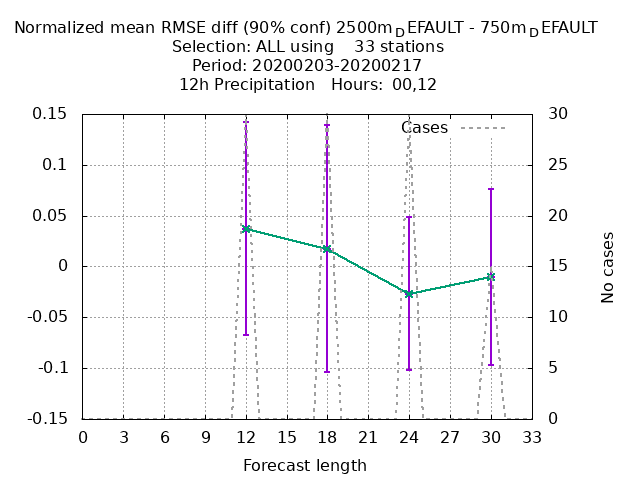 Normalized mean RMSE diff (90% conf) 2500m_DEFAULT - 750m_DEFAULT
Selection: ALL using 33 stations
Period: 20200203-20200217
12h Precipitation Hours: 00,12
Cases
0.15
0.1
0.05
0
-0.05
-0.1
-0.15
30
25
20
15
10
5
0
No cases
0 3 6 9 12 15 18 21 24 27 30 33
Forecast length